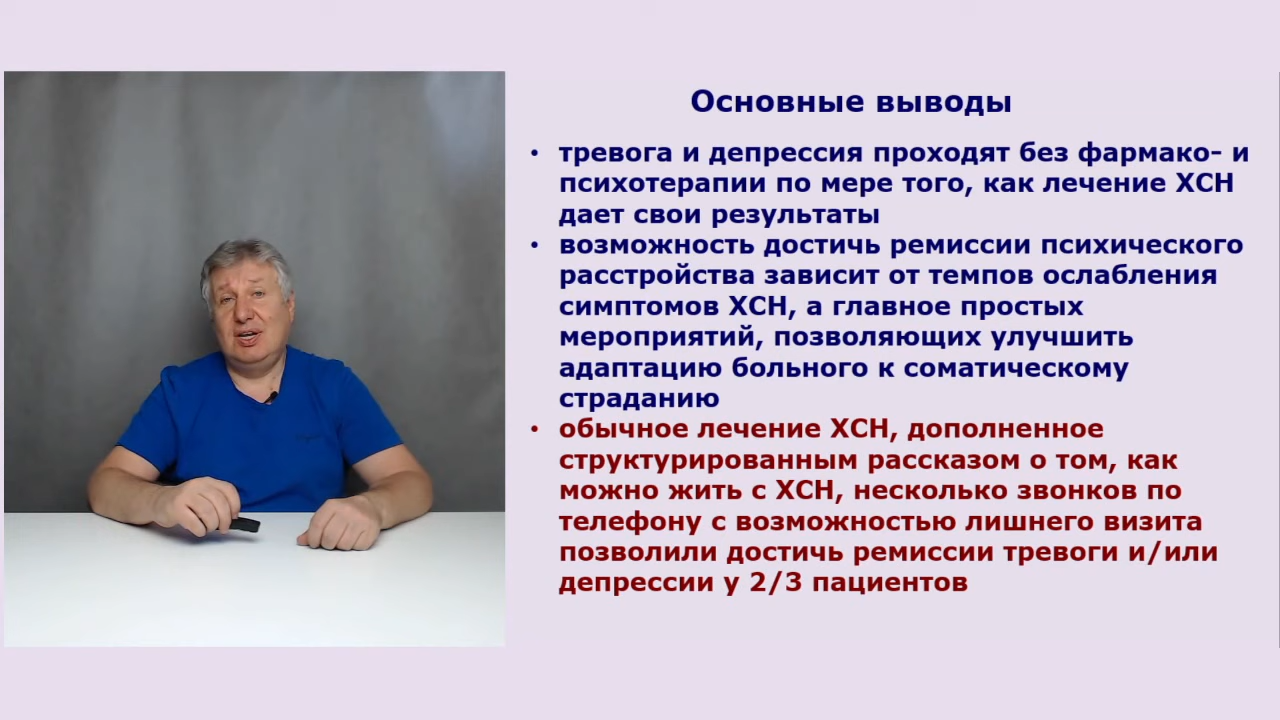 Основные выводы
• тревога и депрессия проходят без фармако- и
психотерапии по мере того, как лечение ХСН
дает свои результаты
• возможность достичь ремиссии психического
расстройства зависит от темпов ослабления
симптомов ХСН, а главное простых
мероприятий, позволяющих улучшить
адаптацию больного к соматическому
страданию
• обычное лечение ХСН, дополненное
структурированным рассказом о том, как
можно жить с ХСН, несколько звонков по
телефону с возможностью лишнего визита
позволили достичь ремиссии тревоги и/или
депрессии у 2/3 пациентов